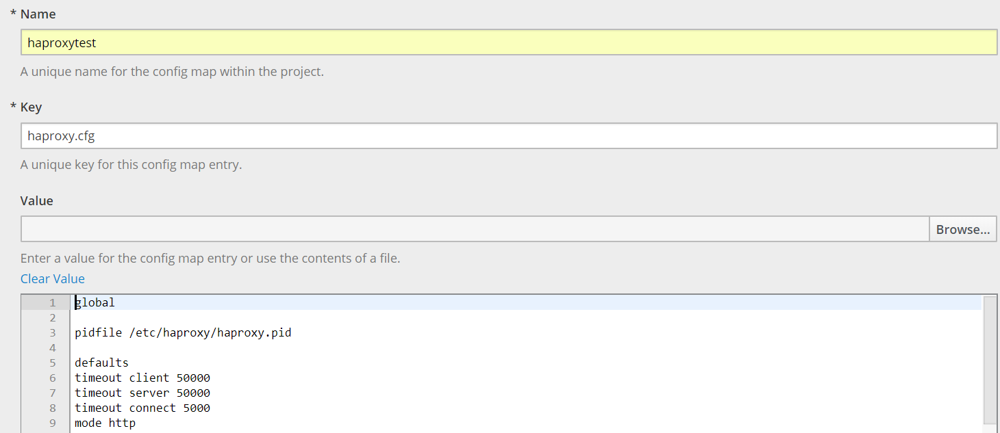 * Name
haproxytest
A unique name for the config map within the project.
* Key
haproxy.cfg
A unique key for this config map entry.
Value
Browse...
Enter a value for the config map entry or use the contents of a file.
Clear Value
1 global
2
3 pidfile /etc/haproxy/haproxy.pid
4
5 defaults
6 timeout client 50000
7 timeout server 50000
8 timeout connect 5000
9 mode http